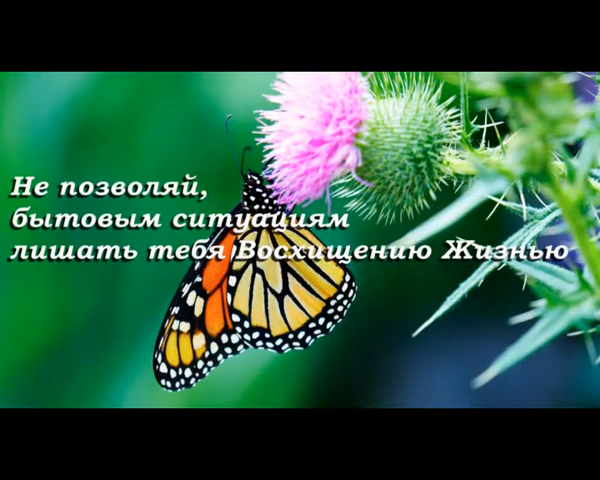 Не позволяй,
бытовым ситуациям
лишать тебя Восхищению Жизнью